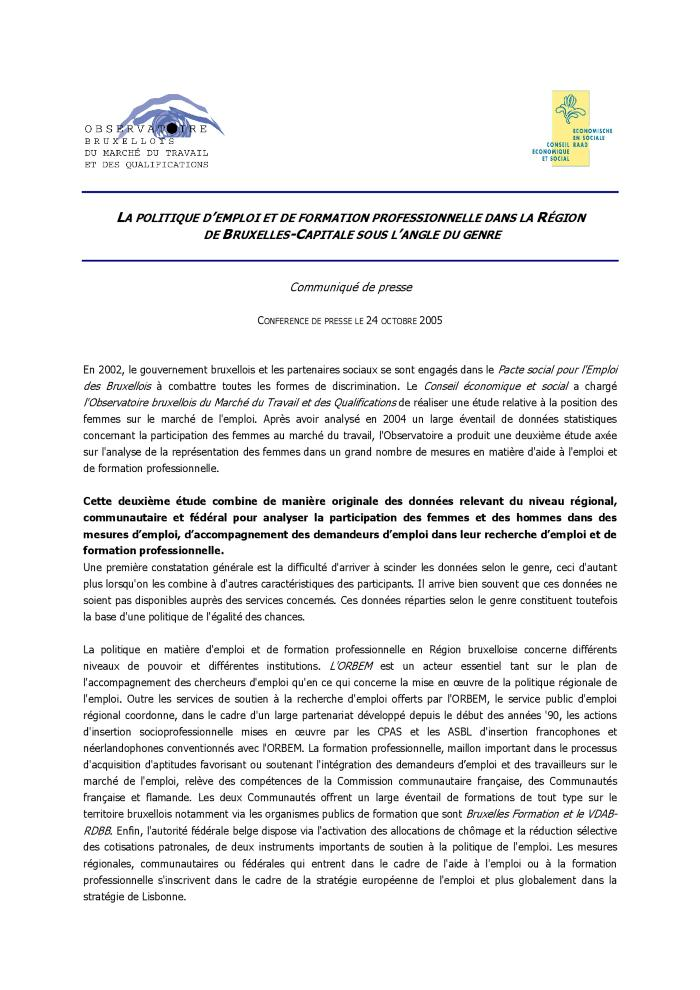 OBSERVATOIRE
BRUXELLOIS
DU MARCHÉ DU TRAVAIL
ET DES QUALIFICATIONS
ECONOMISCHE
EN SOCIALE
CONSEIL RAAD
ECONOMIQUE
ET SOCIAL
LA POLITIQUE D'EMPLOI ET DE FORMATION PROFESSIONNELLE DANS LA RÉGION
DE BRUXELLES-CAPITALE SOUS L'ANGLE DU GENRE
Communiqué de presse
CONFERENCE DE PRESSE LE 24 OCTOBRE 2005
En 2002, le gouvernement bruxellois et les partenaires sociaux se sont engagés dans le Pacte social pour l'Emploi
des Bruxellois à combattre toutes les formes de discrimination. Le Conseil économique et social a chargé
l'Observatoire bruxellois du Marché du Travail et des Qualifications de réaliser une étude relative à la position des
femmes sur le marché de l'emploi. Après avoir analysé en 2004 un large éventail de données statistiques
concernant la participation des femmes au marché du travail, l'Observatoire a produit une deuxième étude axée
sur l'analyse de la représentation des femmes dans un grand nombre de mesures en matière d'aide à l'emploi et
de formation professionnelle.
Cette deuxième étude combine de manière originale des données relevant du niveau régional,
communautaire et fédéral pour analyser la participation des femmes et des hommes dans des
mesures d'emploi, d'accompagnement des demandeurs d'emploi dans leur recherche d'emploi et de
formation professionnelle.
Une première constatation générale est la difficulté d'arriver à scinder les données selon le genre, ceci d'autant
plus lorsqu'on les combine à d'autres caractéristiques des participants. Il arrive bien souvent que ces données ne
soient pas disponibles auprès des services concernés. Ces données réparties selon le genre constituent toutefois
la base d'une politique de l'égalité des chances.
La politique en matière d'emploi et de formation professionnelle en Région bruxelloise concerne différents
niveaux de pouvoir et différentes institutions. L'ORBEM est un acteur essentiel tant sur le plan de
l'accompagnement des chercheurs d'emploi qu'en ce qui concerne la mise en œuvre de la politique régionale de
l'emploi. Outre les services de soutien à la recherche d'emploi offerts par l'ORBEM, le service public d'emploi
régional coordonne, dans le cadre d'un large partenariat développé depuis le début des années '90, les actions
d'insertion socioprofessionnelle mises en œuvre par les CPAS et les ASBL d'insertion francophones et
néerlandophones conventionnés avec l'ORBEM. La formation professionnelle, maillon important dans le processus
d'acquisition d'aptitudes favorisant ou soutenant l'intégration des demandeurs d'emploi et des travailleurs sur le
marché de l'emploi, relève des compétences de la Commission communautaire française, des Communautés
française et flamande. Les deux Communautés offrent un large éventail de formations de tout type sur le
territoire bruxellois notamment via les organismes publics de formation que sont Bruxelles Formation et le VDAB-
RDBB. Enfin, l'autorité fédérale belge dispose via l'activation des allocations de chômage et la réduction sélective
des cotisations patronales, de deux instruments importants de soutien à la politique de l'emploi. Les mesures
régionales, communautaires ou fédérales qui entrent dans le cadre de l'aide à l'emploi ou à la formation
professionnelle s'inscrivent dans le cadre de la stratégie européenne de l'emploi et plus globalement dans la
stratégie de Lisbonne.